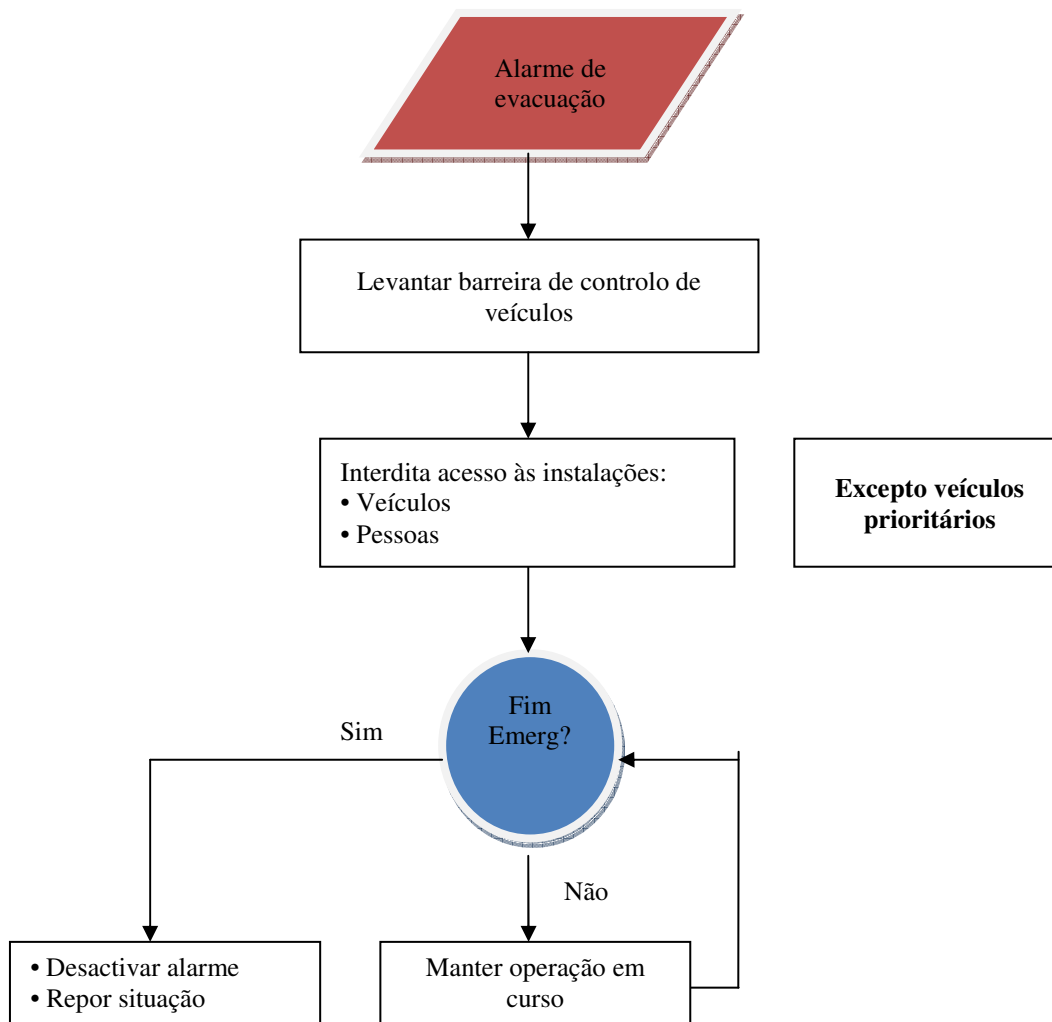 Alarme de
evacuação
Levantar barreira de controlo de
veículos
Interdita acesso às instalações:
• Veículos
• Pessoas
Excepto veículos
prioritários
Fim
Emerg?
Sim
Não
• Desactivar alarme
• Repor situação
Manter operação em
curso